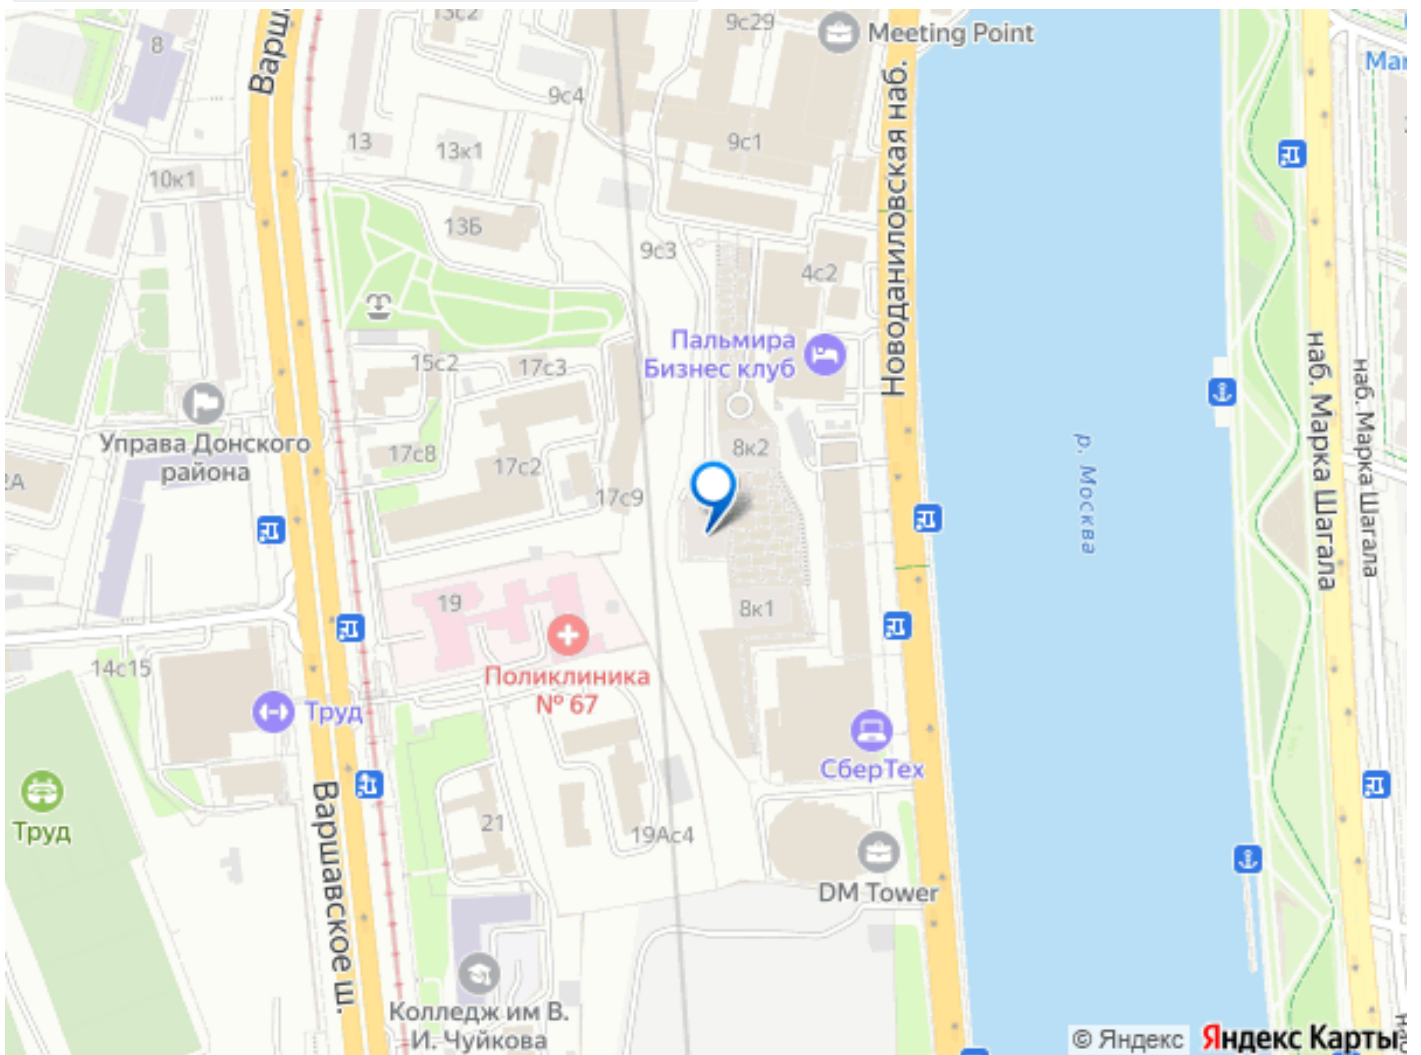 13с2
9с29
Meeting Point
8
Варш
Маг
9с4
13
13к1
9с1
10к1
13Б
9с3
4с2
Новоданиловская наб.
Пальмира
Бизнес клуб
15с2
17с3
Управа Донского
района
17с8
17с2
17с9
8к2
2А
р. Москва
наб. Марка Шагала
наб. Марка Шагала
19
8к1
Поликлиника
№ 67
14с15
Труд
СберТех
Труд
21
19Ас4
Варшавское ш.
DM Tower
Колледж им В.
И. Чуйкова
© Яндекс
Яндекс Карты